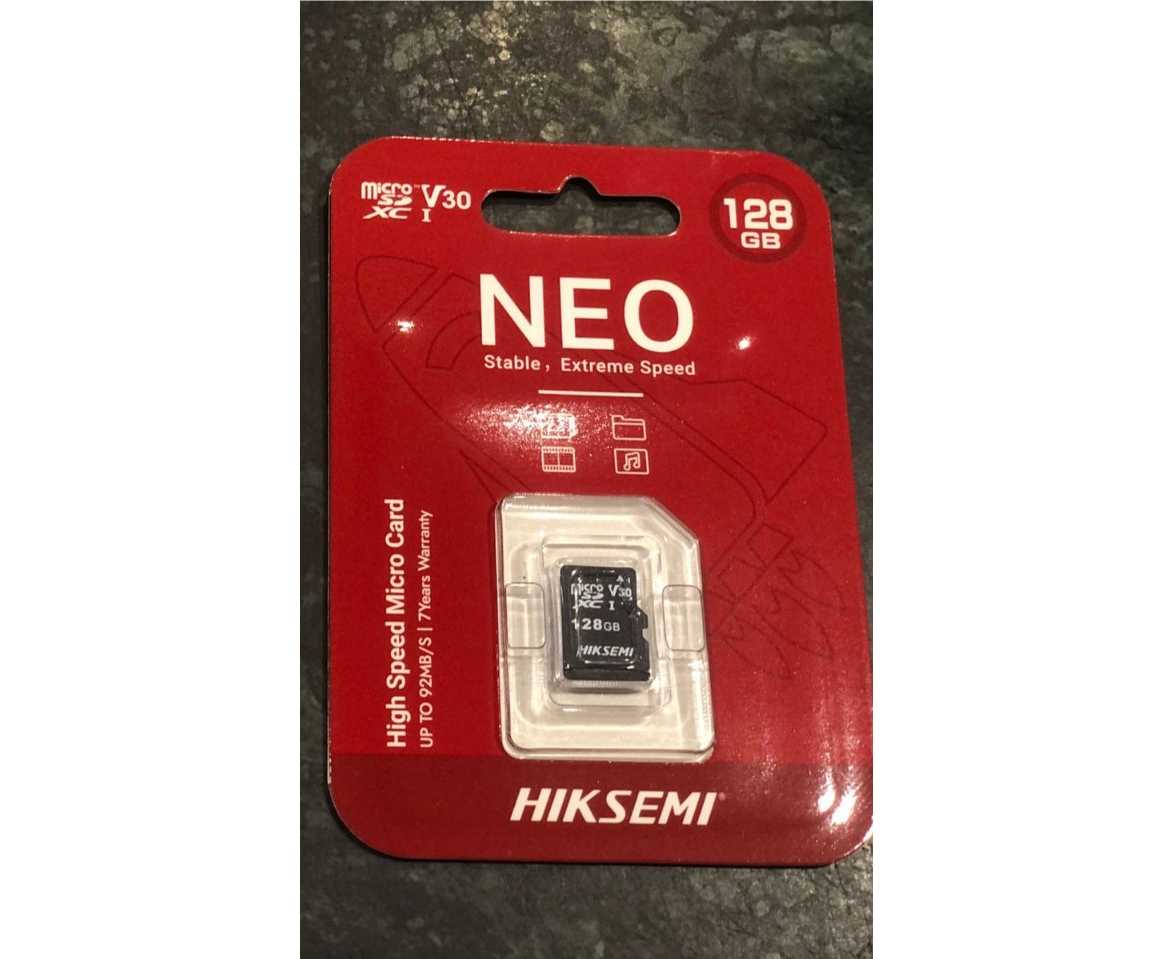 micro SD XC V30 I
128 GB
NEO
Stable, Extreme Speed
High Speed Micro Card
UP TO 92MB/S | 7Years Warranty
micro SD XC V30 I
128GB
HIKSEMI
HIKSEMI®